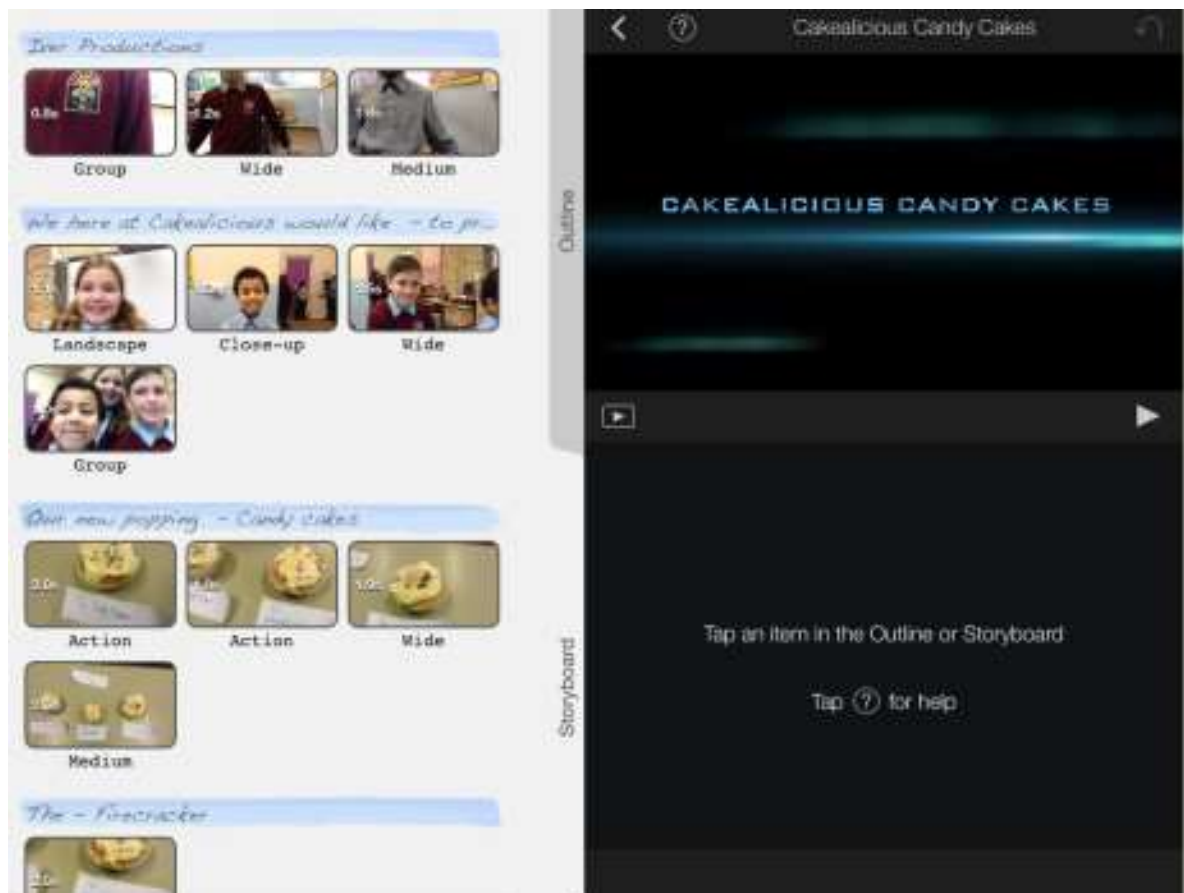 Productions
Group Wide Medium
We here at Cakealicious would like - to pr...
Landscape Close-up Wide
Group
Our new popping - Candy cakes
Action Action Wide
Medium
The - Firecracker
Outline
Storyboard
? Cakealicious Candy Cakes
CAKEALICIOUS CANDY CAKES
Tap an item in the Outline or Storyboard
Tap ? for help